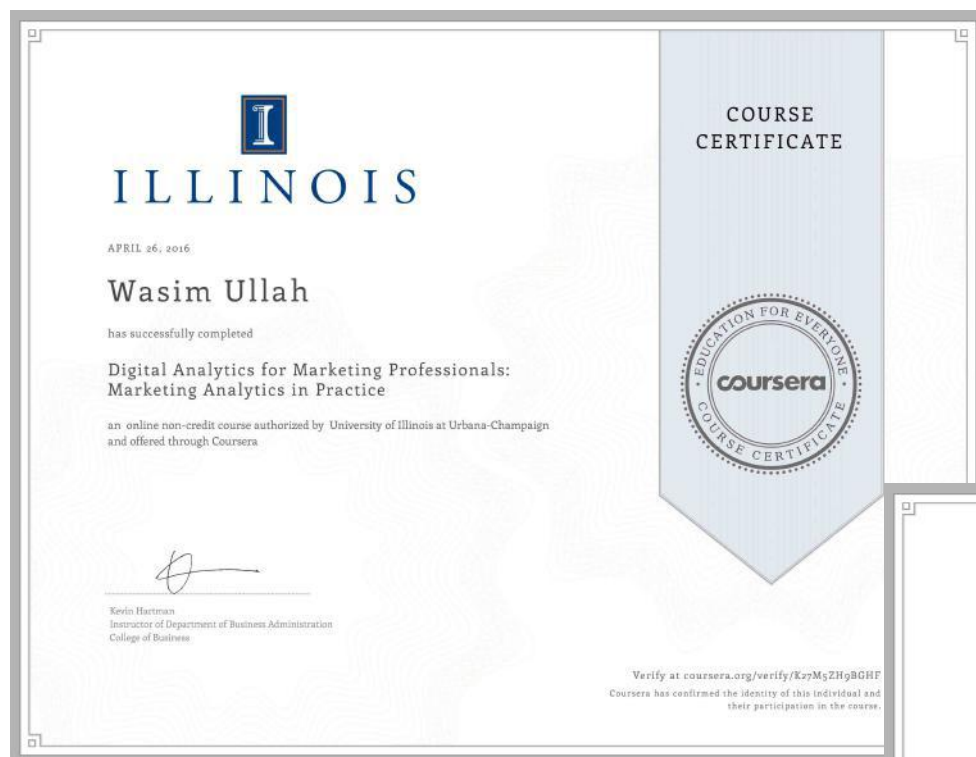 I
ILLINOIS
APRIL 26, 2016
Wasim Ullah
has successfully completed
Digital Analytics for Marketing Professionals:
Marketing Analytics in Practice
an online non-credit course authorized by University of Illinois at Urbana-Champaign
and offered through Coursera
Kevin Hartman
Instructor of Department of Business Administration
College of Business
COURSE
CERTIFICATE
EDUCATION FOR EVERYONE
coursera
COURSE CERTIFICATE
Verify at coursera.org/verify/K27M5ZH9BGHF
Coursera has confirmed the identity of this individual and
their participation in the course.